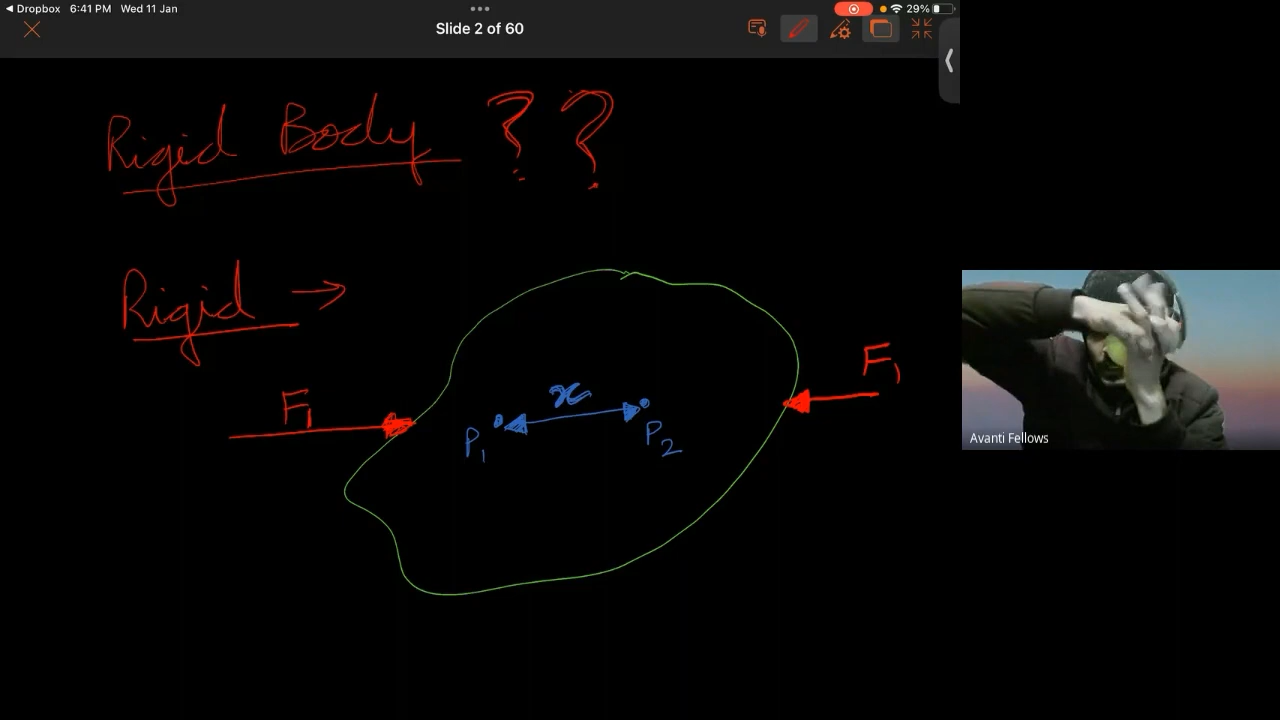 Dropbox 6:41 PM Wed 11 Jan
29%
Slide 2 of 60
Rigid Body ??
Rigid →
F1
F1
x
P1
P2
Avanti Fellows